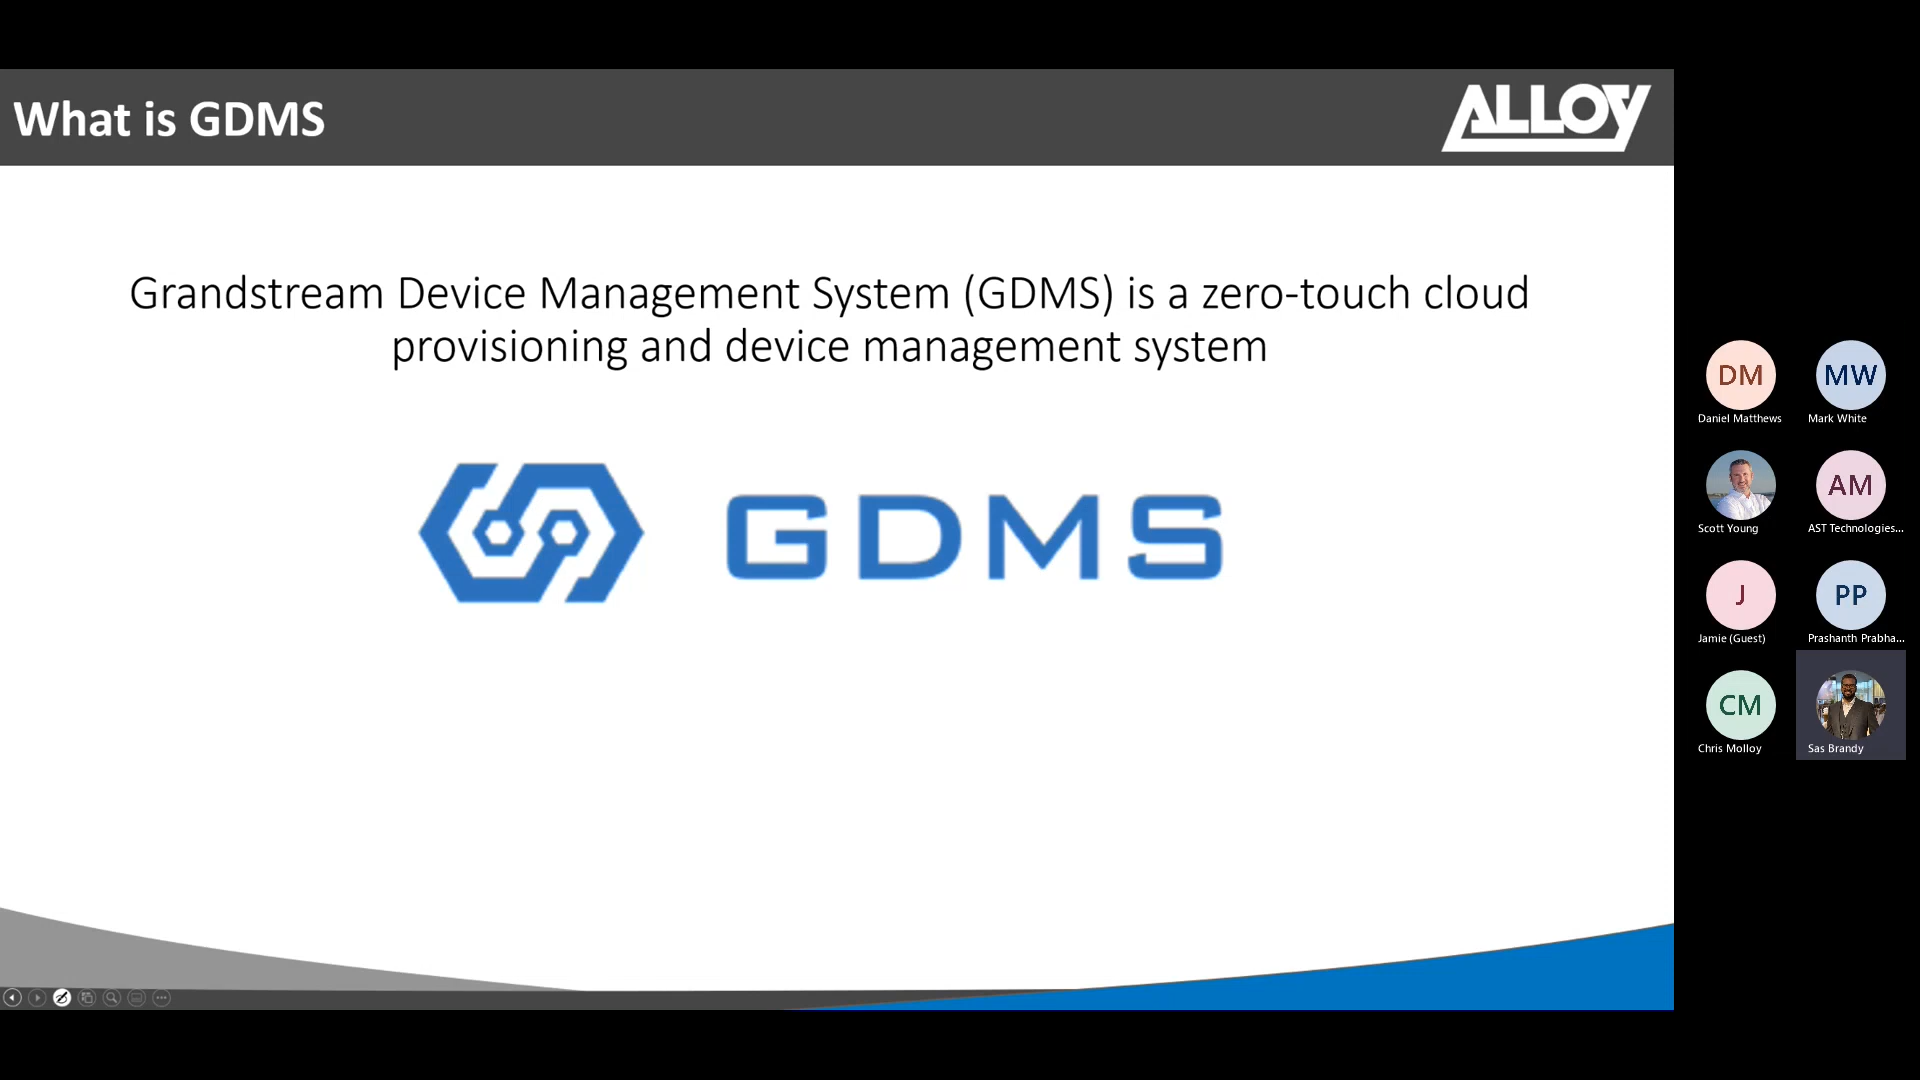 What is GDMS
ALLOY
Grandstream Device Management System (GDMS) is a zero-touch cloud
provisioning and device management system
GDMS
DM
MW
Daniel Matthews
Mark White
AM
Scott Young
AST Technologies...
J
PP
Jamie (Guest)
Prashanth Prabha...
CM
Chris Molloy
Sas Brandy